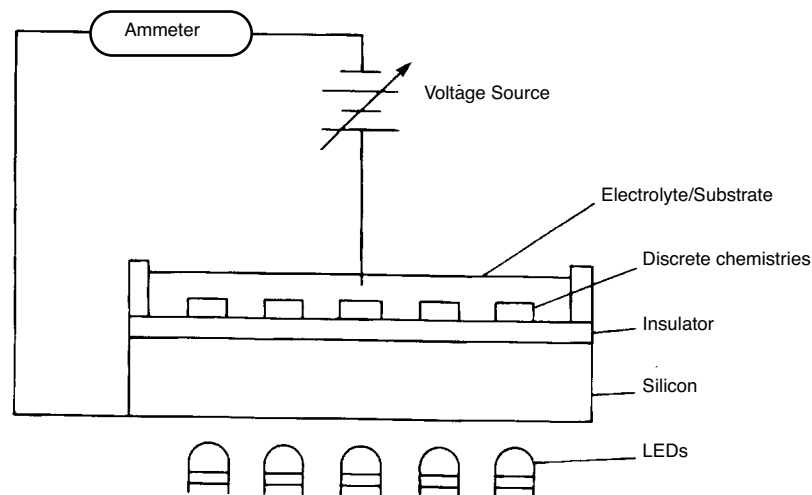 Ammeter
Voltage Source
Electrolyte/Substrate
Discrete chemistries
Insulator
Silicon
LEDs